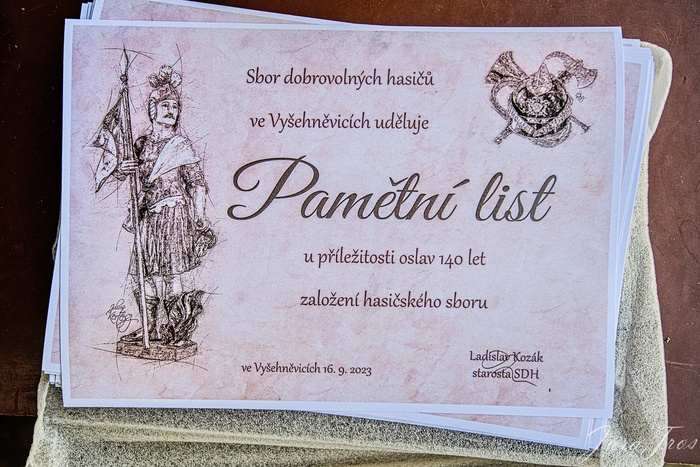 Sbor dobrovolných hasičů
ve Vyšehněvicích uděluje
Pamětní list
u příležitosti oslav 140 let
založení hasičského sboru
ve Vyšehněvicích 16. 9. 2023
Ladislav Kozák
starosta SDH